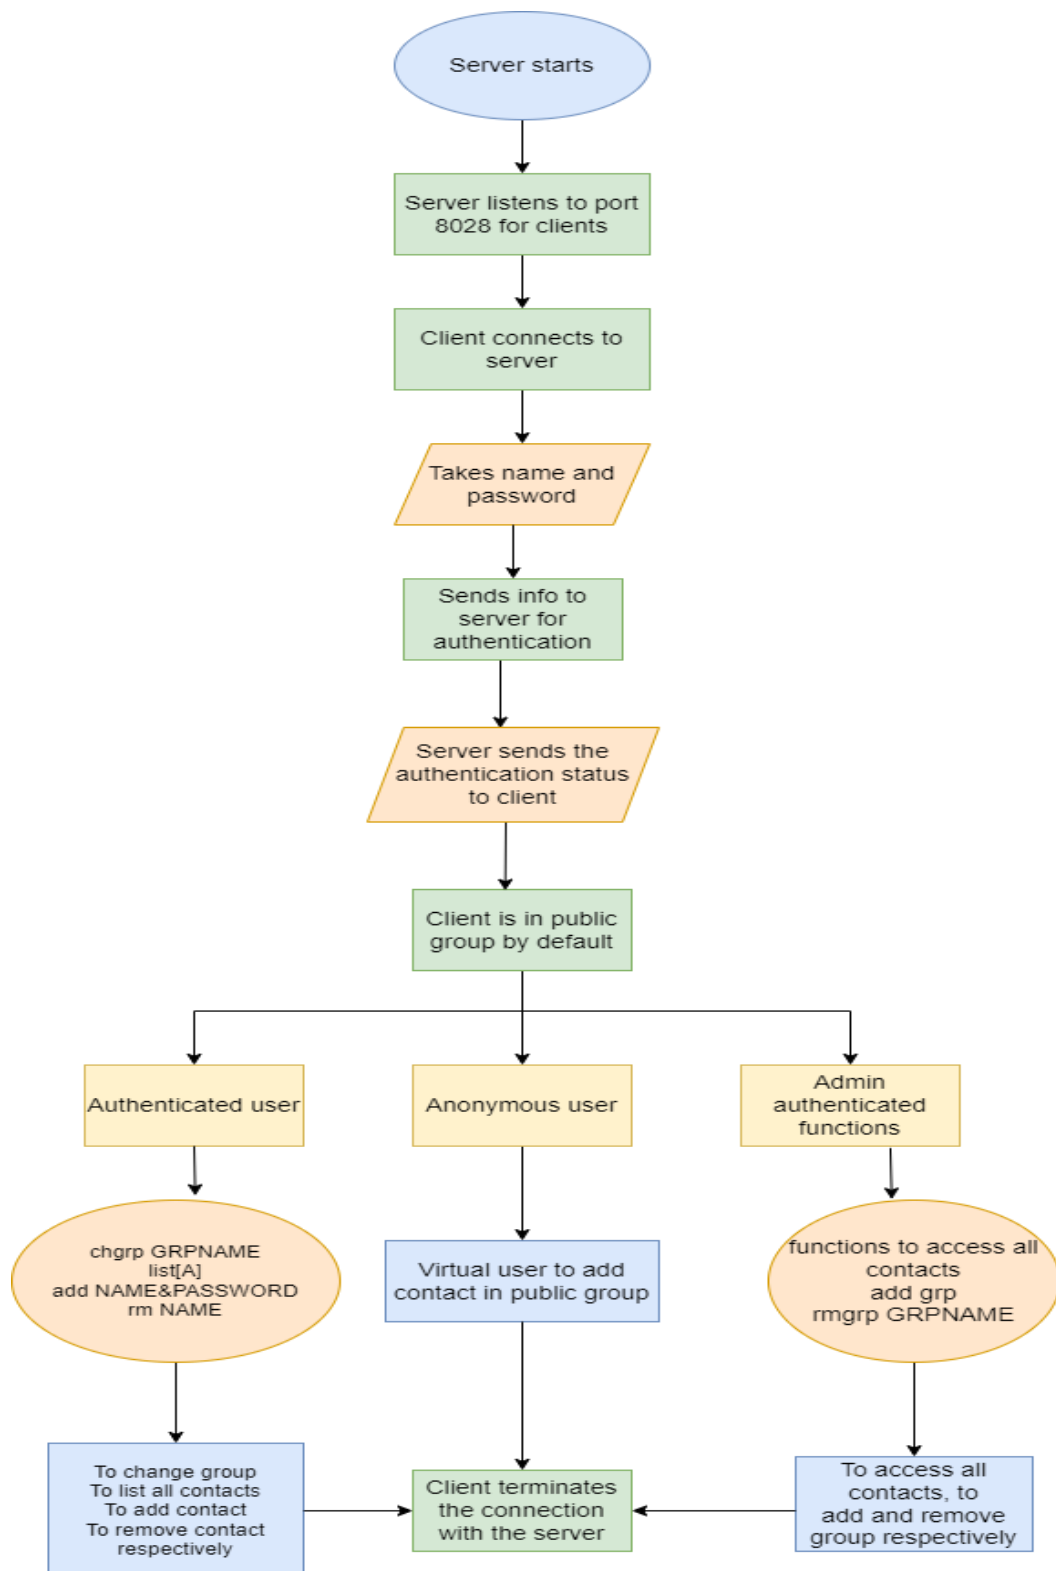 Server starts
Server listens to port
8028 for clients
Client connects to
server
Takes name and
password
Sends info to
server for
authentication
Server sends the
authentication status
to client
Client is in public
group by default
Authenticated user
Anonymous user
Admin
authenticated
functions
chgrp GRPNAME
list[A]
add NAME&PASSWORD
rm NAME
Virtual user to add
contact in public group
functions to access all
contacts
add grp
rmgrp GRPNAME
To change group
To list all contacts
To add contact
To remove contact
respectively
Client terminates
the connection
with the server
To access all
contacts, to
add and remove
group respectively